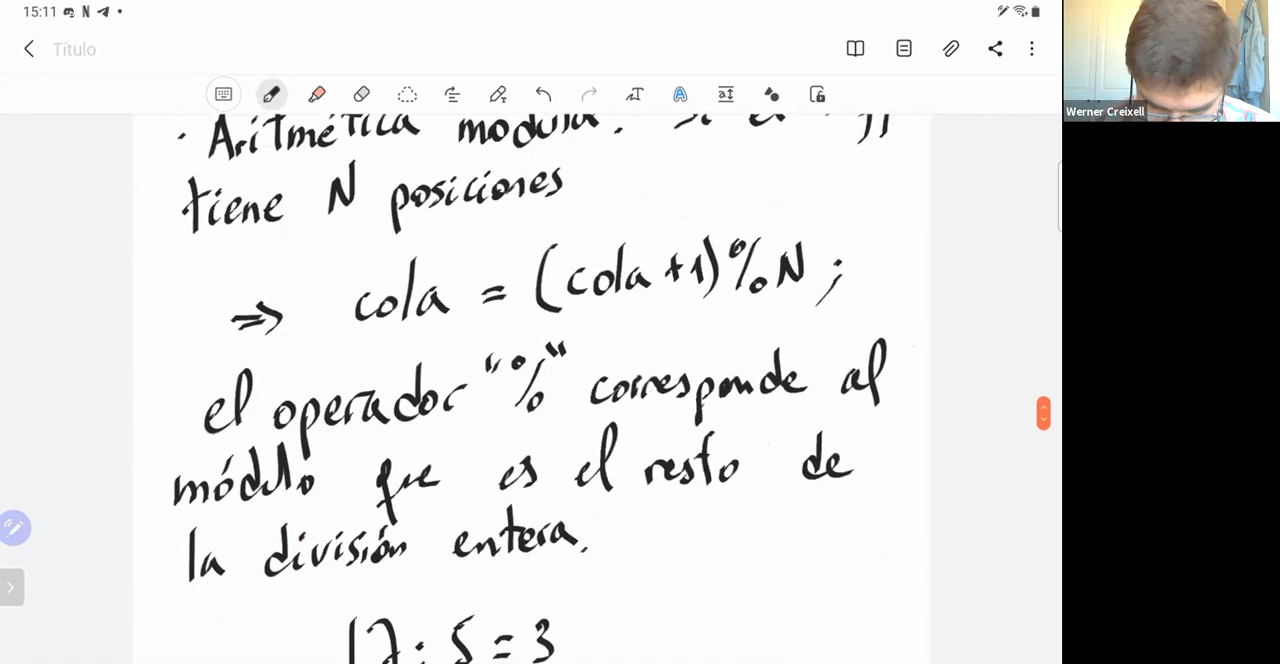 15:11
Título
Werner Creixell
· Aritmética modular.
tiene N posiciones
⇒ cola = (cola +1)%N;
el operador "%" corresponde al
módulo que es el resto de
la división entera.
17 : 5 = 3